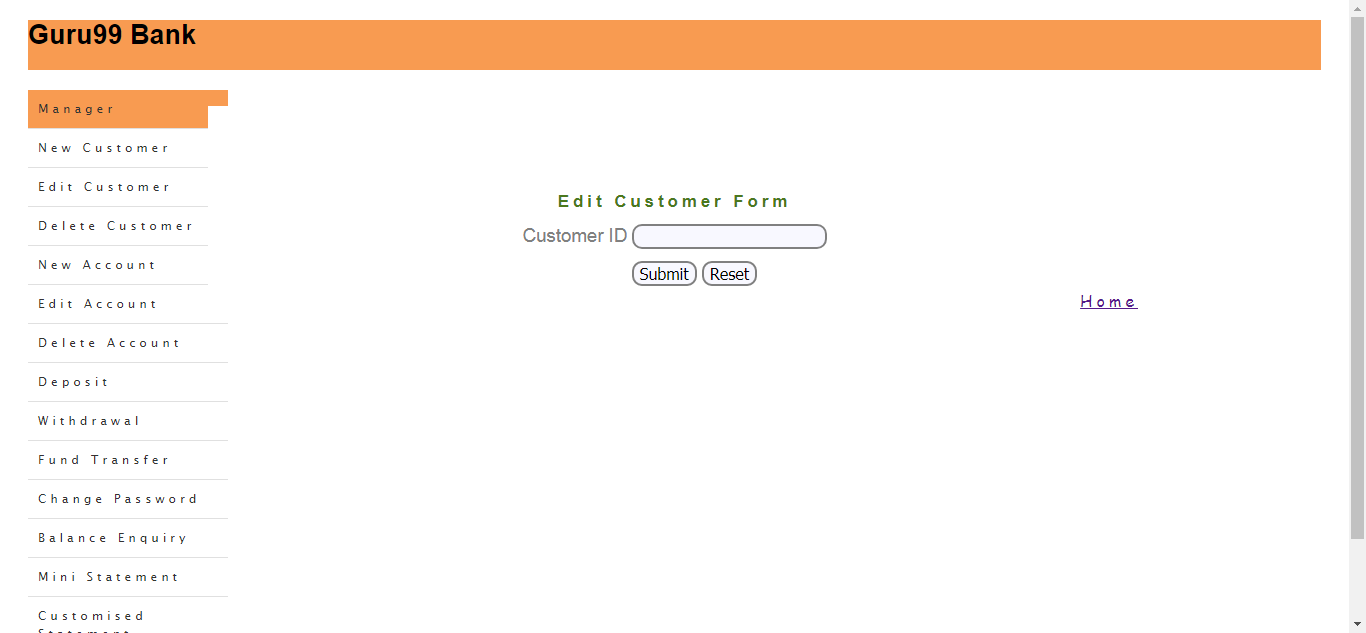 Guru99 Bank
Manager
New Customer
Edit Customer
Delete Customer
New Account
Edit Account
Delete Account
Deposit
Withdrawal
Fund Transfer
Change Password
Balance Enquiry
Mini Statement
Customised
Statement
Edit Customer Form
Customer ID
Submit Reset
Home